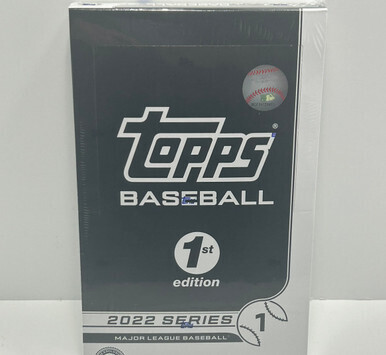 Topps®
BASEBALL
1st
edition
2022 SERIES 1
MAJOR LEAGUE BASEBALL